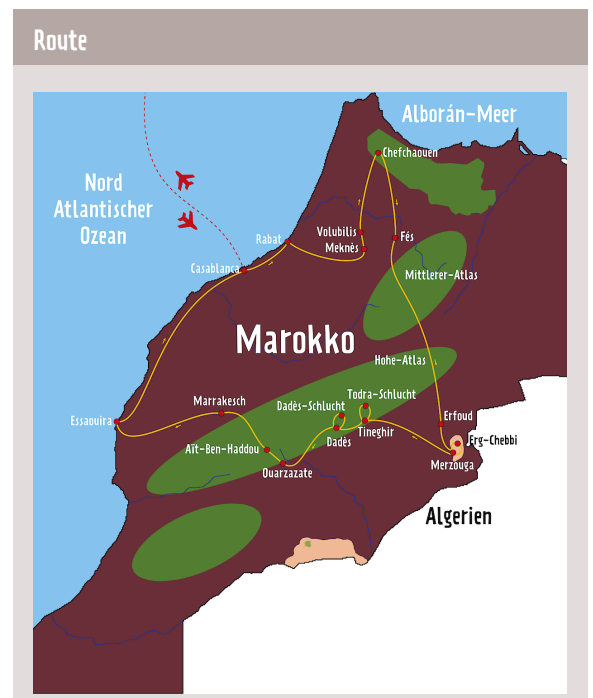 Route
Alborán-Meer
Chefchaouen
Nord
Atlantischer
Ozean
Volubilis
Rabat
Fés
Meknès
Casablanca
Mittlerer-Atlas
Marokko
Hohe-Atlas
Todra-Schlucht
Marrakesch
Dadès-Schlucht
Essaouira
Erfoud
Tineghir
Dadès
Erg-Chebbi
Aït-Ben-Haddou
Merzouga
Ouarzazate
Algerien